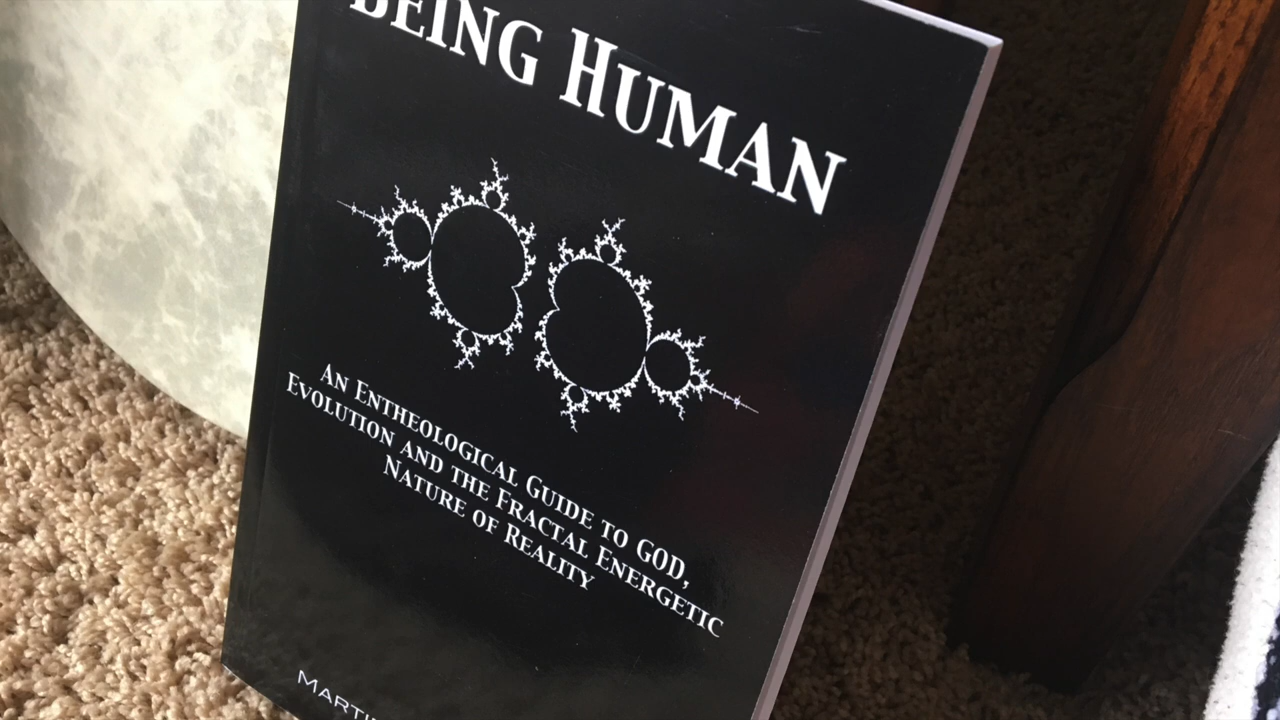 BEING HUMAN
AN ENTHEOLOGICAL GUIDE TO GOD,
EVOLUTION AND THE FRACTAL ENERGETIC
NATURE OF REALITY